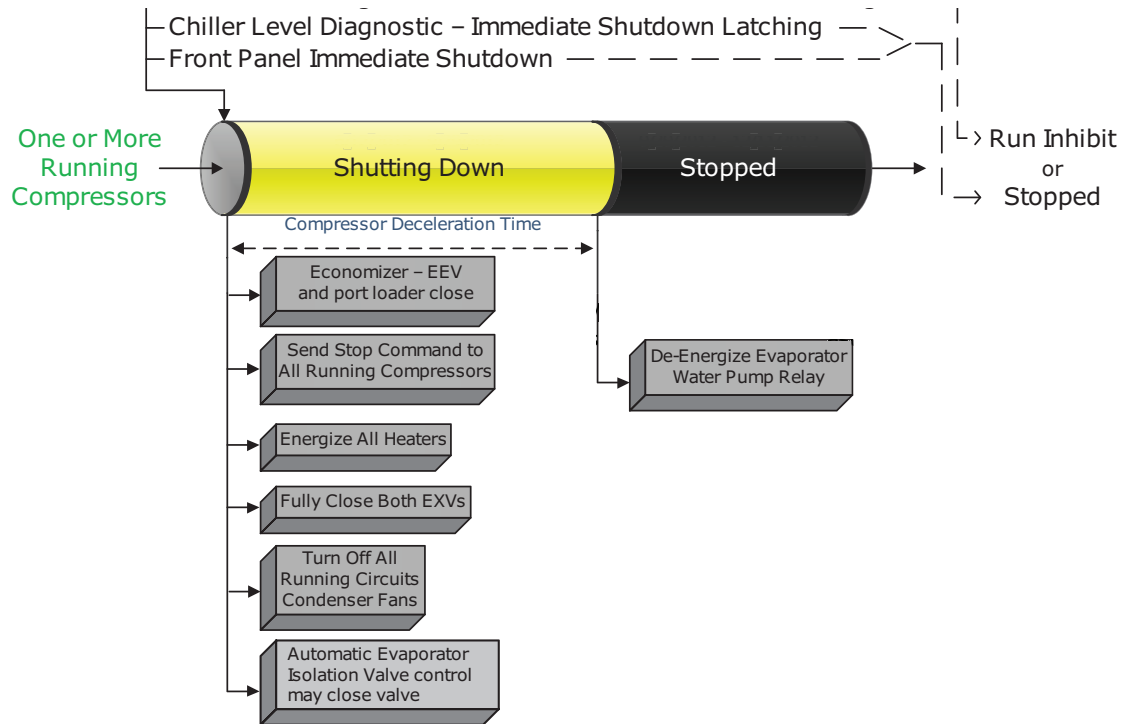 Chiller Level Diagnostic – Immediate Shutdown Latching
Front Panel Immediate Shutdown
One or More
Running
Compressors
Shutting Down
Stopped
Run Inhibit
or
Stopped
Compressor Deceleration Time
Economizer – EEV
and port loader close
Send Stop Command to
All Running Compressors
De-Energize Evaporator
Water Pump Relay
Energize All Heaters
Fully Close Both EXVs
Turn Off All
Running Circuits
Condenser Fans
Automatic Evaporator
Isolation Valve control
may close valve